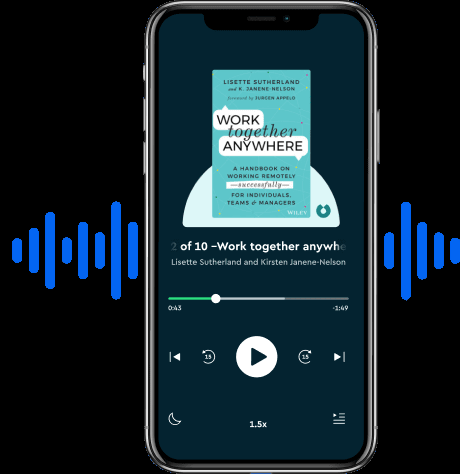 LISETTE SUTHERLAND
and K. JANENE-NELSON
foreword by JURGEN APPELO
WORK
together
ANYWHERE
A HANDBOOK ON
WORKING REMOTELY
—successfully—
FOR INDIVIDUALS,
TEAMS & MANAGERS
WILEY
2 of 10 –Work together anywhe
Lisette Sutherland and Kirsten Janene-Nelson
0:43 -1:49
15 15
1.5x